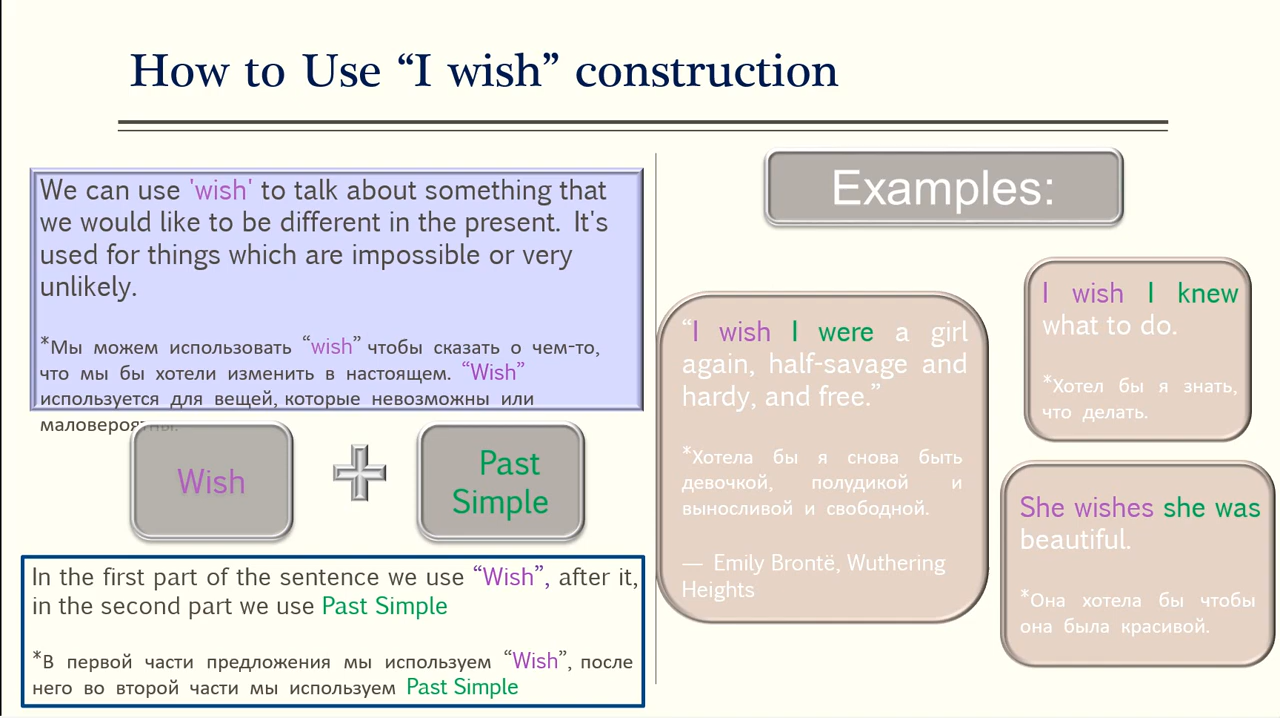 How to Use “I wish” construction
We can use 'wish' to talk about something that
we would like to be different in the present. It's
used for things which are impossible or very
unlikely.
*Мы можем использовать “wish” чтобы сказать о чем-то,
что мы бы хотели изменить в настоящем. “Wish”
используется для вещей, которые невозможны или
маловероятны.
Wish
Past
Simple
In the first part of the sentence we use “Wish”, after it,
in the second part we use Past Simple
*В первой части предложения мы используем “Wish”, после
него во второй части мы используем Past Simple
Examples:
“I wish I were a girl
again, half-savage and
hardy, and free.”
*Хотела бы я снова быть
девочкой, полудикой и
выносливой и свободной.
— Emily Brontë, Wuthering
Heights
I wish I knew
what to do.
*Хотел бы я знать,
что делать.
She wishes she was
beautiful.
*Она хотела бы чтобы
она была красивой.